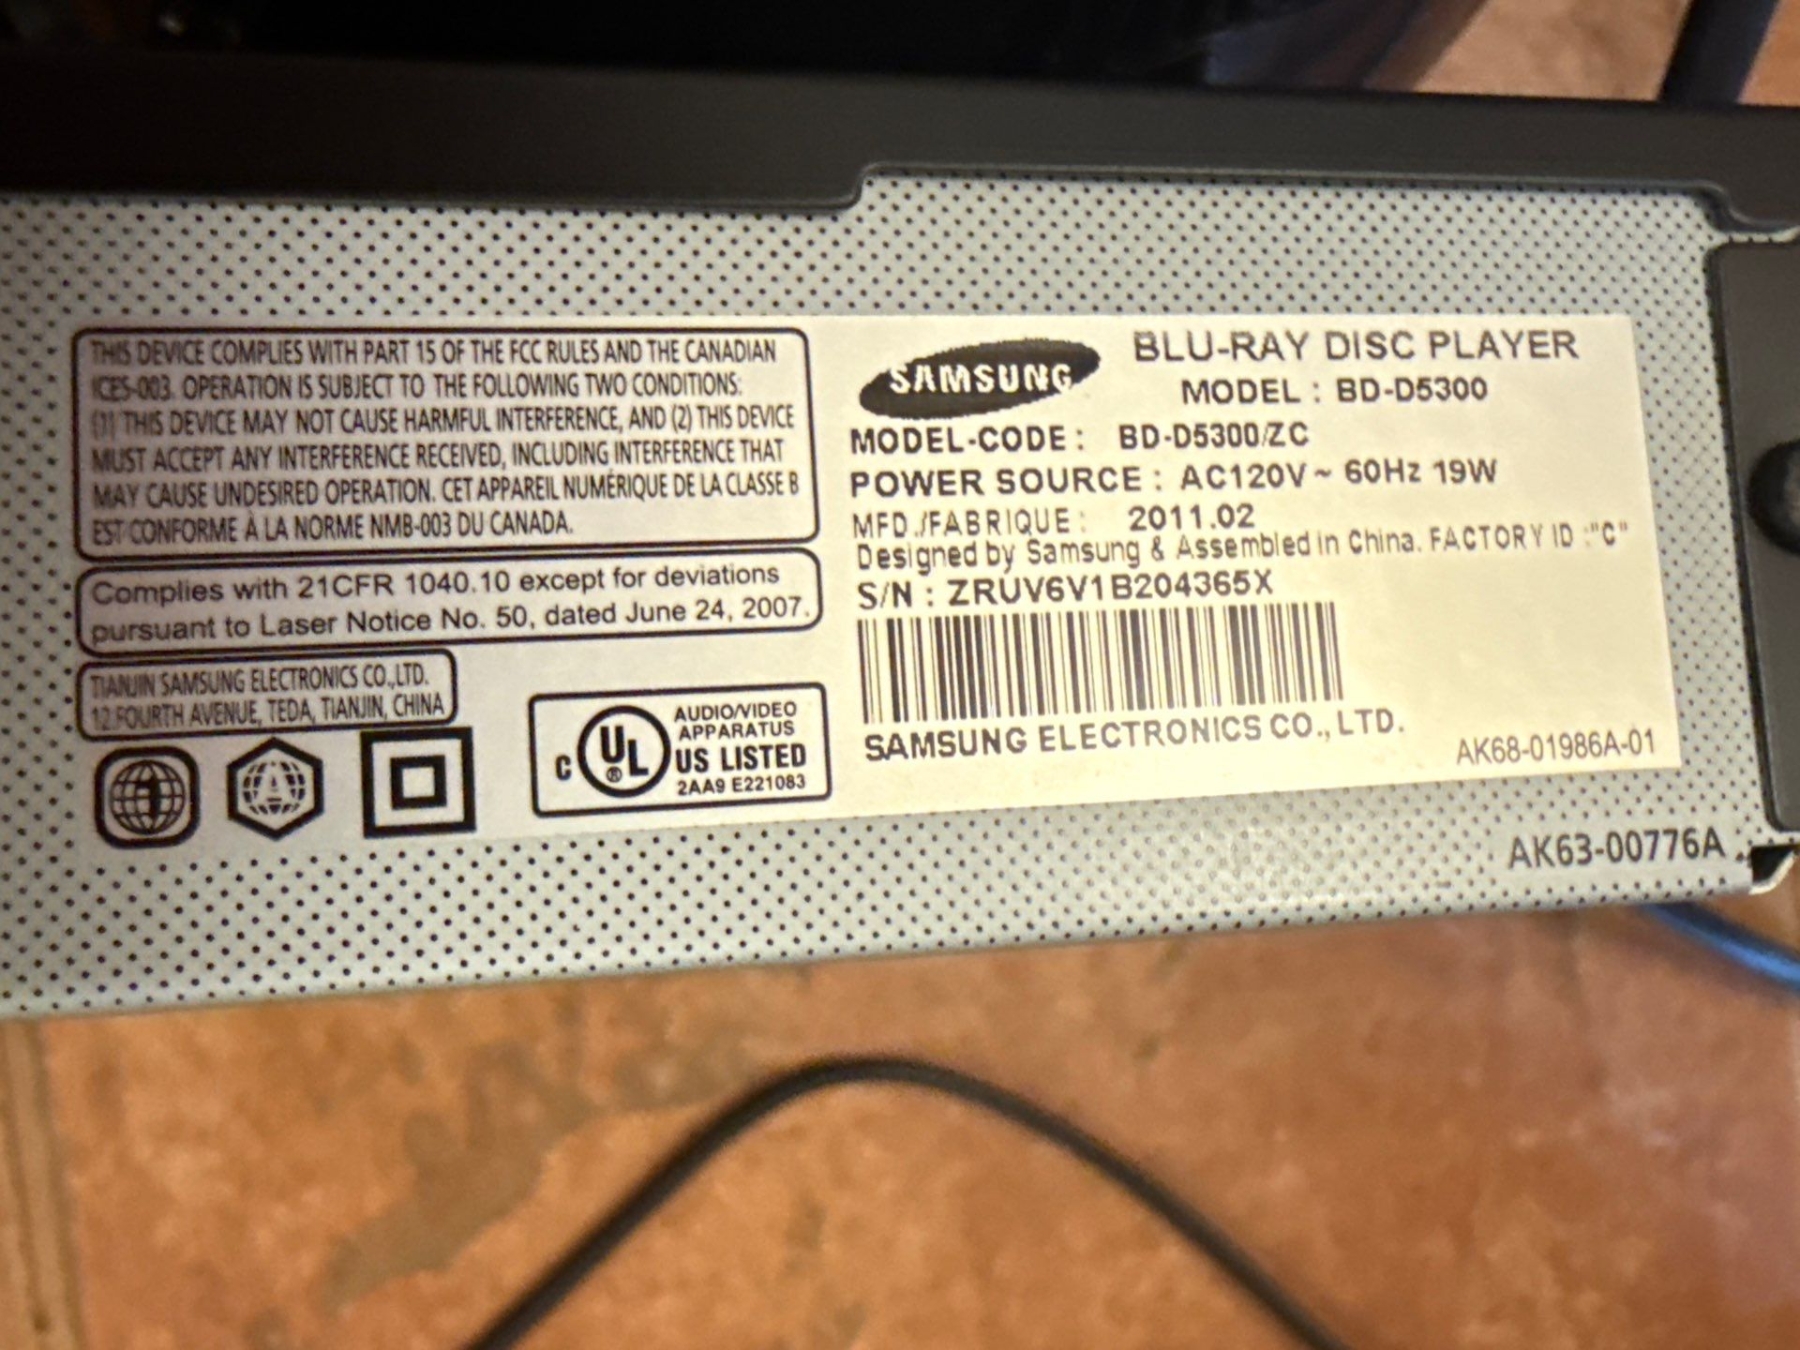 THIS DEVICE COMPLIES WITH PART 15 OF THE FCC RULES AND THE CANADIAN
ICES-003. OPERATION IS SUBJECT TO THE FOLLOWING TWO CONDITIONS:
(1) THIS DEVICE MAY NOT CAUSE HARMFUL INTERFERENCE, AND (2) THIS DEVICE
MUST ACCEPT ANY INTERFERENCE RECEIVED, INCLUDING INTERFERENCE THAT
MAY CAUSE UNDESIRED OPERATION. CET APPAREIL NUMÉRIQUE DE LA CLASSE B
EST CONFORME À LA NORME NMB-003 DU CANADA.
Complies with 21CFR 1040.10 except for deviations
pursuant to Laser Notice No. 50, dated June 24, 2007.
TIANJIN SAMSUNG ELECTRONICS CO.,LTD.
12.FOURTH AVENUE, TEDA, TIANJIN, CHINA
1
A
C UL ®
AUDIO/VIDEO
APPARATUS
US LISTED
2AA9 E221083
SAMSUNG
BLU-RAY DISC PLAYER
MODEL : BD-D5300
MODEL-CODE : BD-D5300/ZC
POWER SOURCE : AC120V ~ 60Hz 19W
MFD./FABRIQUE : 2011.02
Designed by Samsung & Assembled in China. FACTORY ID :"C"
S/N : ZRUV6V1B204365X
SAMSUNG ELECTRONICS CO., LTD.
AK68-01986A-01
AK63-00776A